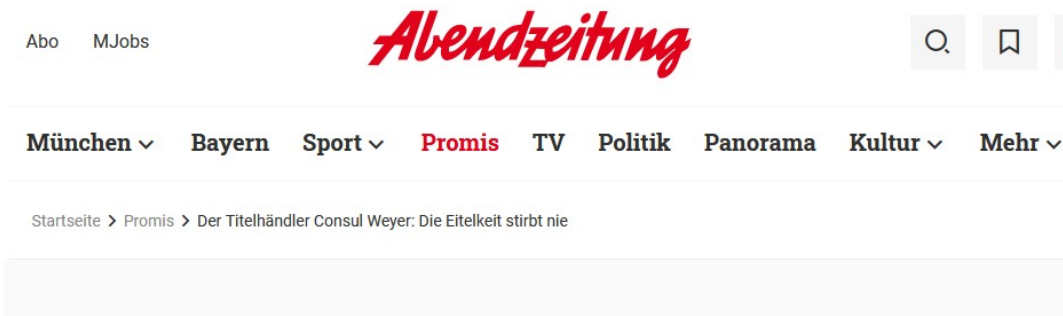 Abo MJobs Abendzeitung
München Bayern Sport Promis TV Politik Panorama Kultur Mehr
Startseite > Promis > Der Titelhändler Consul Weyer: Die Eitelkeit stirbt nie